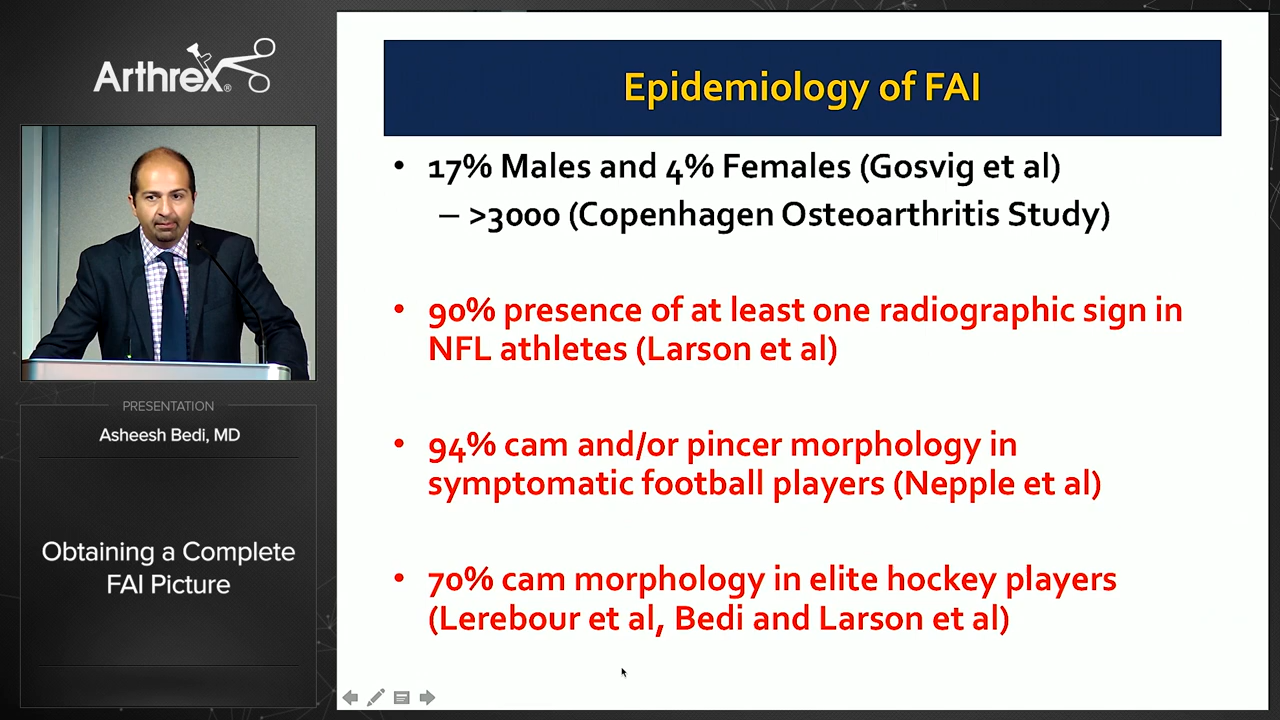 Arthrex®
PRESENTATION
Asheesh Bedi, MD
Obtaining a Complete
FAI Picture
Epidemiology of FAI
• 17% Males and 4% Females (Gosvig et al)
– >3000 (Copenhagen Osteoarthritis Study)
• 90% presence of at least one radiographic sign in
NFL athletes (Larson et al)
• 94% cam and/or pincer morphology in
symptomatic football players (Nepple et al)
• 70% cam morphology in elite hockey players
(Lerebour et al, Bedi and Larson et al)